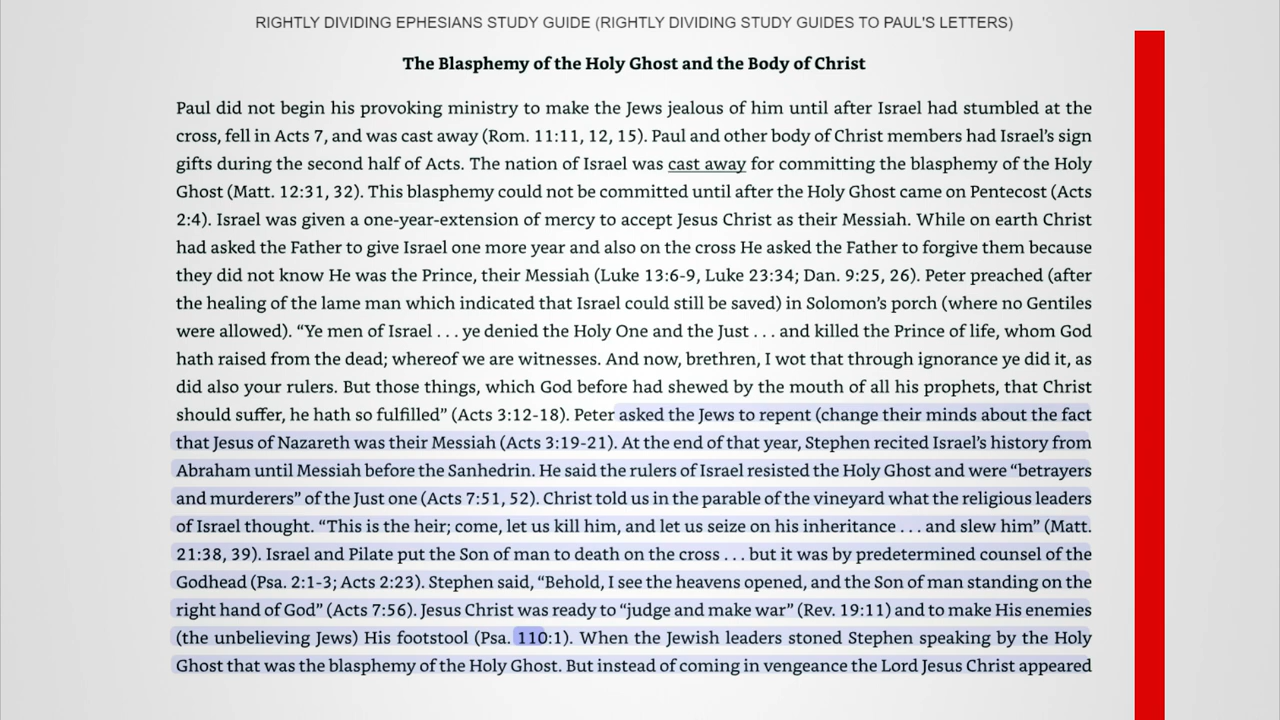 RIGHTLY DIVIDING EPHESIANS STUDY GUIDE (RIGHTLY DIVIDING STUDY GUIDES TO PAUL'S LETTERS)
The Blasphemy of the Holy Ghost and the Body of Christ
Paul did not begin his provoking ministry to make the Jews jealous of him until after Israel had stumbled at the
cross, fell in Acts 7, and was cast away (Rom. 11:11, 12, 15). Paul and other body of Christ members had Israel’s sign
gifts during the second half of Acts. The nation of Israel was cast away for committing the blasphemy of the Holy
Ghost (Matt. 12:31, 32). This blasphemy could not be committed until after the Holy Ghost came on Pentecost (Acts
2:4). Israel was given a one-year-extension of mercy to accept Jesus Christ as their Messiah. While on earth Christ
had asked the Father to give Israel one more year and also on the cross He asked the Father to forgive them because
they did not know He was the Prince, their Messiah (Luke 13:6-9, Luke 23:34; Dan. 9:25, 26). Peter preached (after
the healing of the lame man which indicated that Israel could still be saved) in Solomon’s porch (where no Gentiles
were allowed). “Ye men of Israel . . . ye denied the Holy One and the Just . . . and killed the Prince of life, whom God
hath raised from the dead; whereof we are witnesses. And now, brethren, I wot that through ignorance ye did it, as
did also your rulers. But those things, which God before had shewed by the mouth of all his prophets, that Christ
should suffer, he hath so fulfilled” (Acts 3:12-18). Peter asked the Jews to repent (change their minds about the fact
that Jesus of Nazareth was their Messiah (Acts 3:19-21). At the end of that year, Stephen recited Israel’s history from
Abraham until Messiah before the Sanhedrin. He said the rulers of Israel resisted the Holy Ghost and were “betrayers
and murderers” of the Just one (Acts 7:51, 52). Christ told us in the parable of the vineyard what the religious leaders
of Israel thought. “This is the heir; come, let us kill him, and let us seize on his inheritance . . . and slew him” (Matt.
21:38, 39). Israel and Pilate put the Son of man to death on the cross . . . but it was by predetermined counsel of the
Godhead (Psa. 2:1-3; Acts 2:23). Stephen said, “Behold, I see the heavens opened, and the Son of man standing on the
right hand of God” (Acts 7:56). Jesus Christ was ready to “judge and make war” (Rev. 19:11) and to make His enemies
(the unbelieving Jews) His footstool (Psa. 110:1). When the Jewish leaders stoned Stephen speaking by the Holy
Ghost that was the blasphemy of the Holy Ghost. But instead of coming in vengeance the Lord Jesus Christ appeared